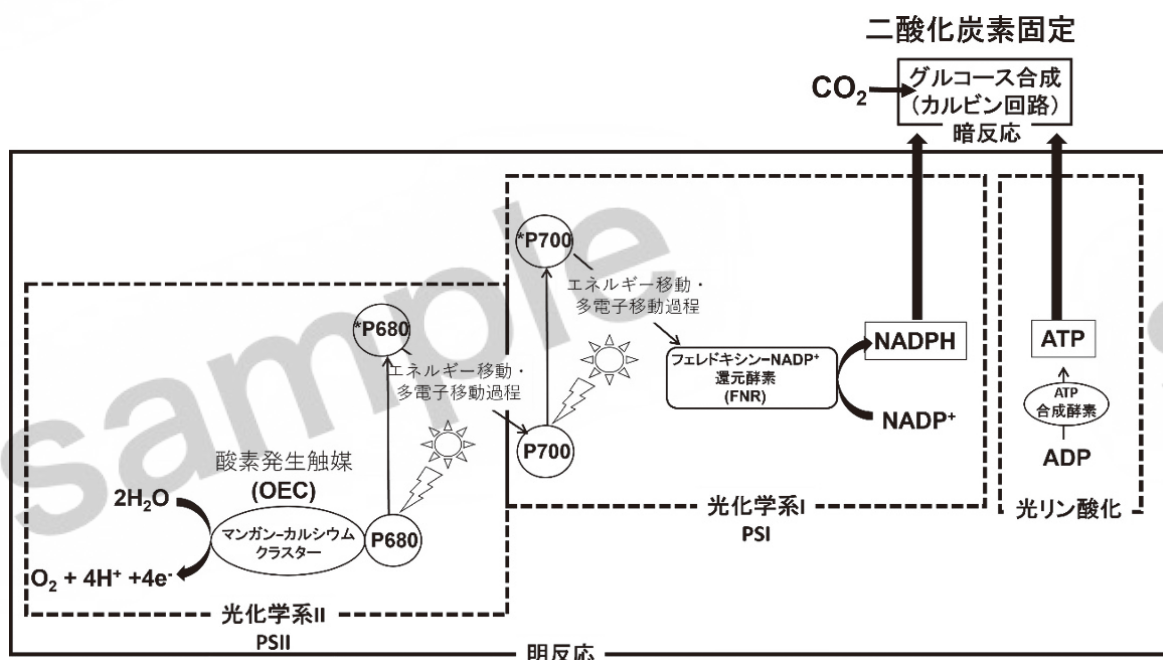 二酸化炭素固定
CO₂
グルコース合成
（カルビン回路）
暗反応
*P700
エネルギー移動・
多電子移動過程
*P680
エネルギー移動・
多電子移動過程
P700
フェレドキシン−NADP⁺
還元酵素
(FNR)
NADPH
NADP⁺
ATP
ATP
合成酵素
ADP
酸素発生触媒
(OEC)
2H₂O
マンガン−カルシウム
クラスター
P680
O₂ + 4H⁺ +4e⁻
光化学系I
PSI
光リン酸化
光化学系II
PSII
明反応
sample